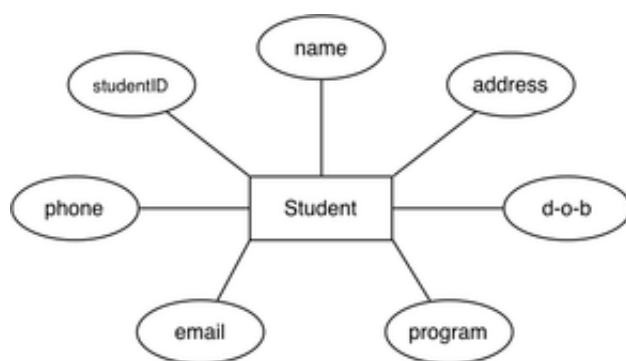 name
studentID
address
phone
Student
d-o-b
email
program